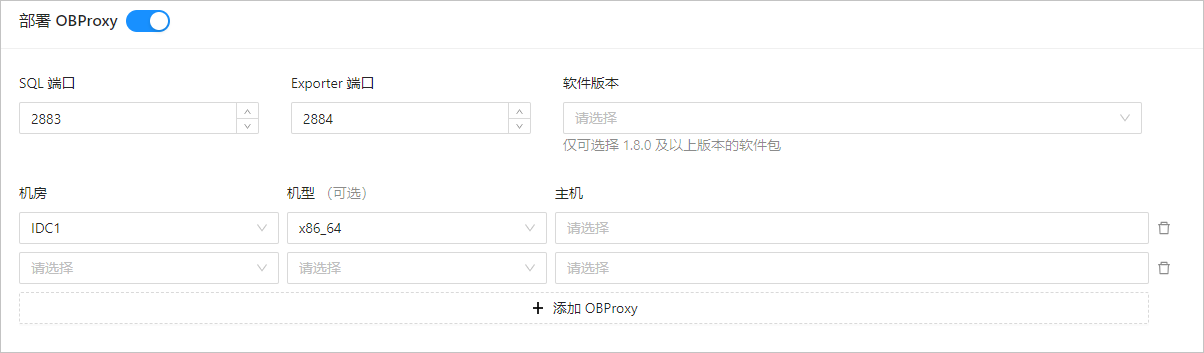 部署 OBProxy
SQL 端口 Exporter 端口 软件版本
2883 2884 请选择
仅可选择 1.8.0 及以上版本的软件包
机房 机型 （可选） 主机
IDC1 x86_64 请选择
请选择 请选择 请选择
+ 添加 OBProxy